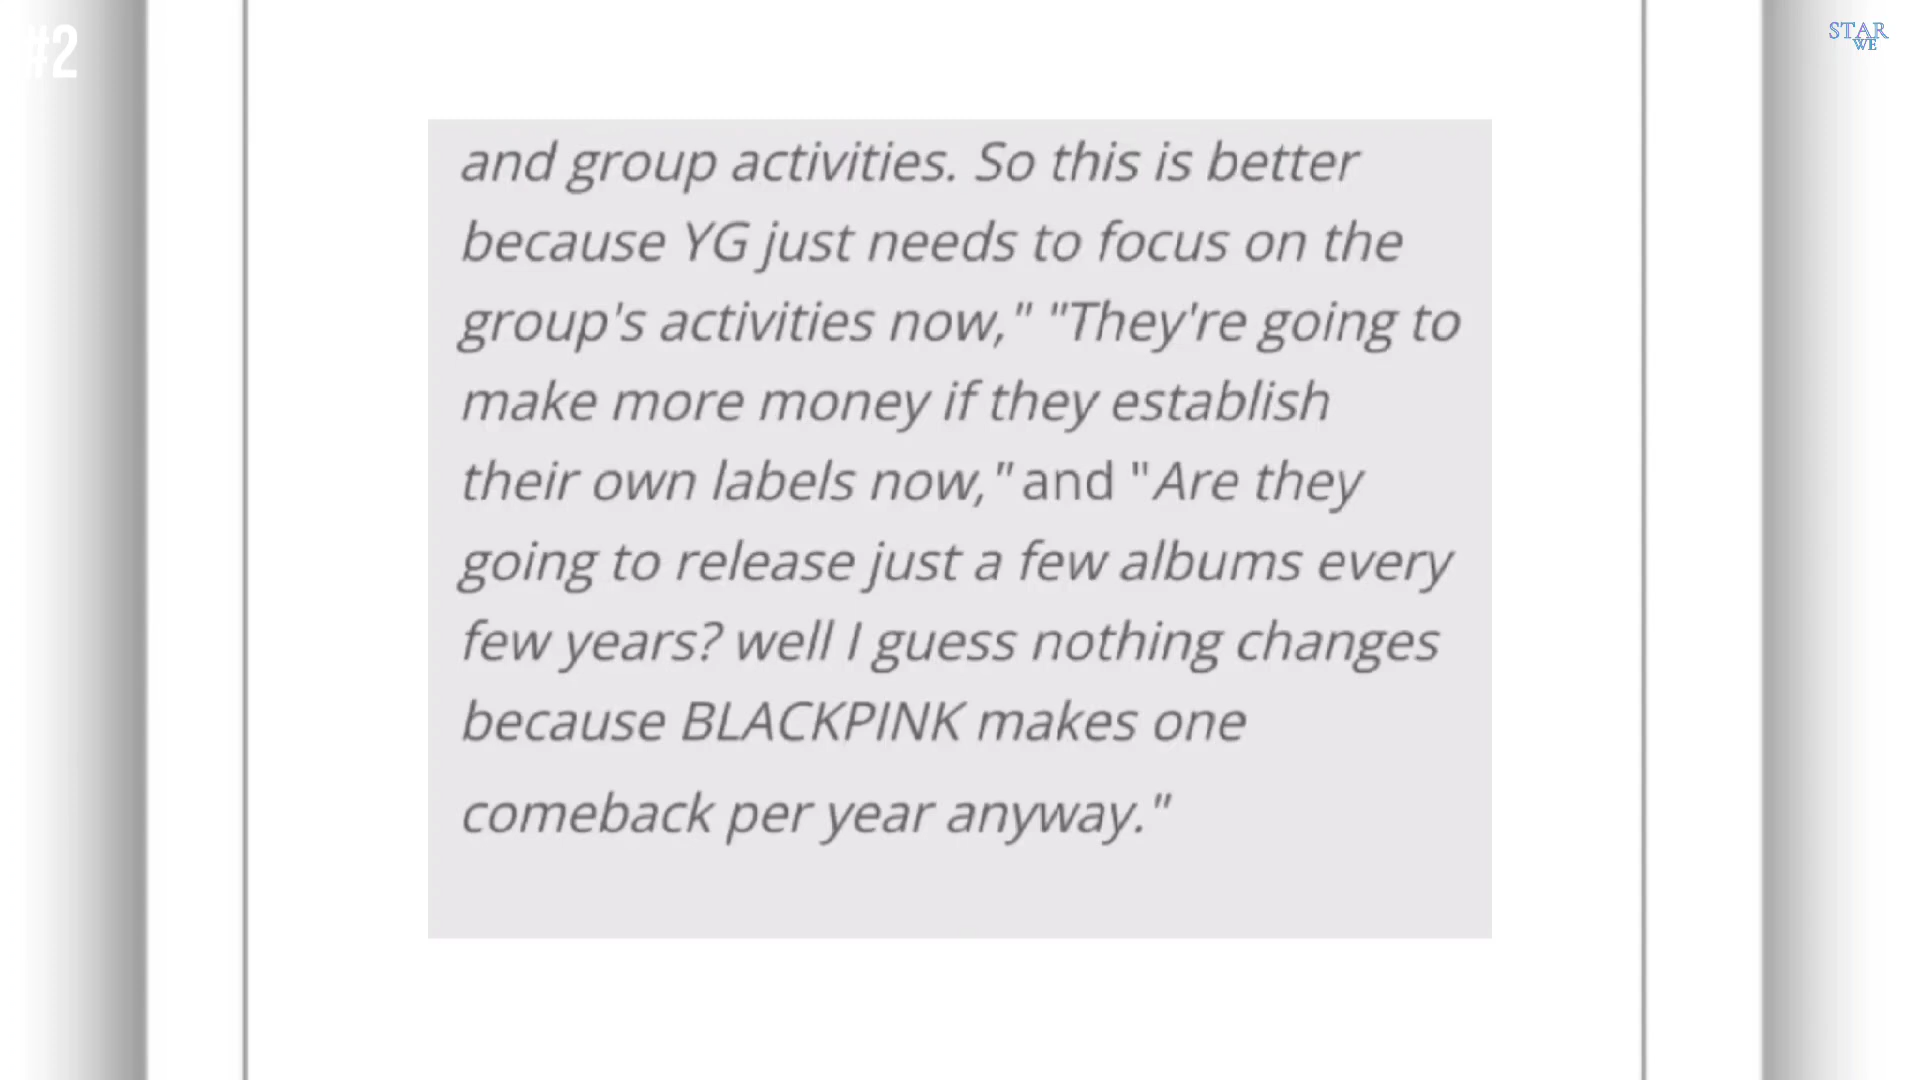 #2
STAR
WE
and group activities. So this is better
because YG just needs to focus on the
group's activities now," "They're going to
make more money if they establish
their own labels now," and "Are they
going to release just a few albums every
few years? well I guess nothing changes
because BLACKPINK makes one
comeback per year anyway."